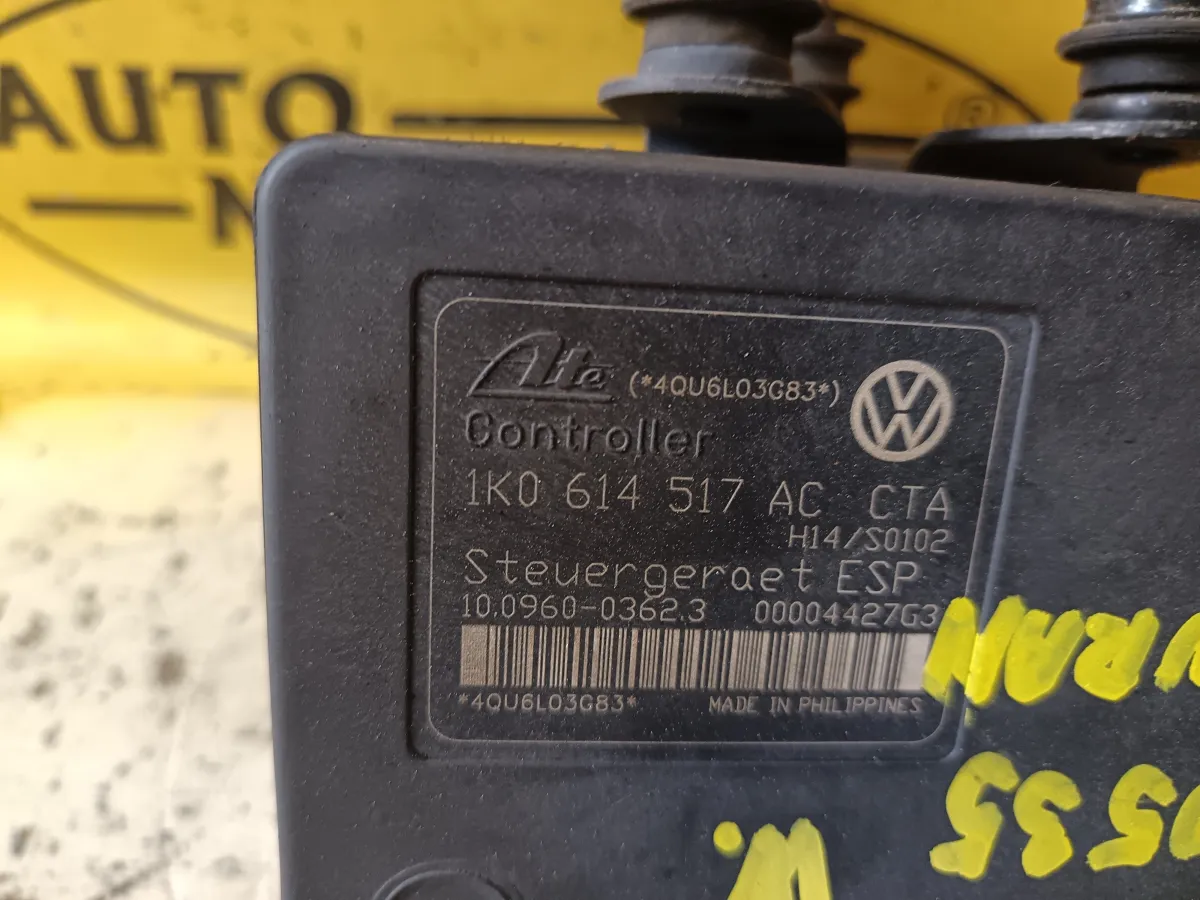 AUTO
N
Ate (*4QU6L03G83*)
Controller
1K0 614 517 AC CTA
H14/S0102
Steuergeraet ESP
10.0960-0362.3 00004427G3
*4QU6L03G83* MADE IN PHILIPPINES